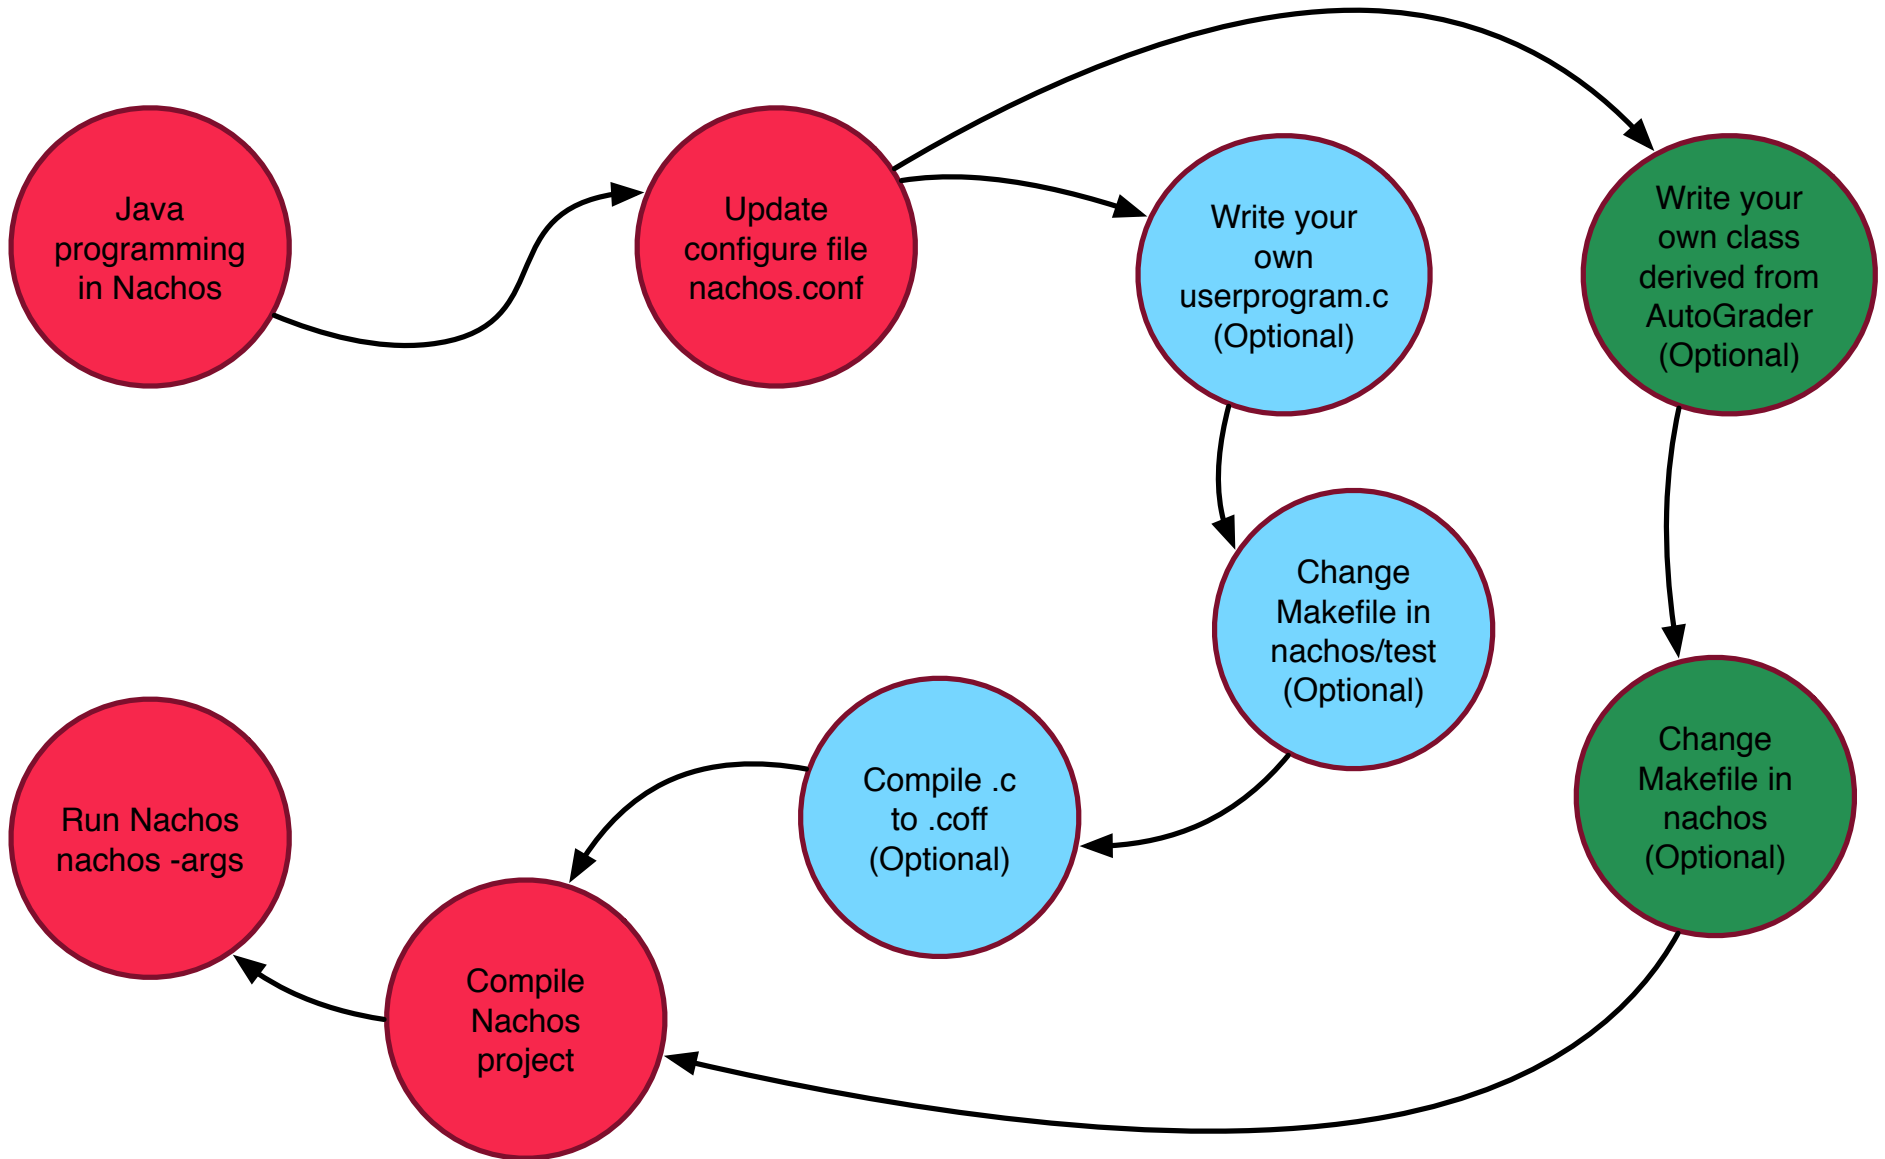 Java
programming
in Nachos
Update
configure file
nachos.conf
Write your
own
userprogram.c
(Optional)
Write your
own class
derived from
AutoGrader
(Optional)
Change
Makefile in
nachos/test
(Optional)
Change
Makefile in
nachos
(Optional)
Compile .c
to .coff
(Optional)
Compile
Nachos
project
Run Nachos
nachos -args